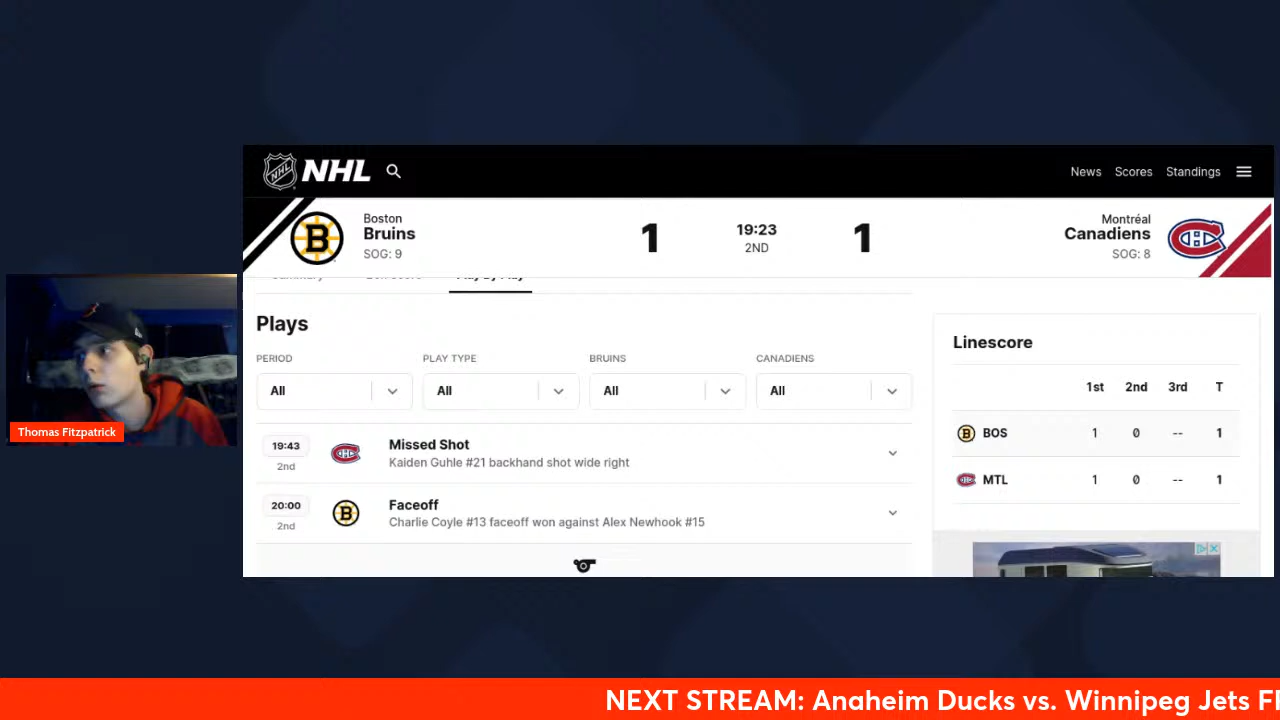 NHL
NHL
News Scores Standings
Boston
Bruins
SOG: 9
1
19:23
2ND
1
Montréal
Canadiens
SOG: 8
Plays
PERIOD PLAY TYPE BRUINS CANADIENS
All All All All
19:43
2nd
Missed Shot
Kaiden Guhle #21 backhand shot wide right
20:00
2nd
B
Faceoff
Charlie Coyle #13 faceoff won against Alex Newhook #15
Linescore
1st 2nd 3rd T
B BOS 1 0 -- 1
MTL 1 0 -- 1
Thomas Fitzpatrick
NEXT STREAM: Anaheim Ducks vs. Winnipeg Jets